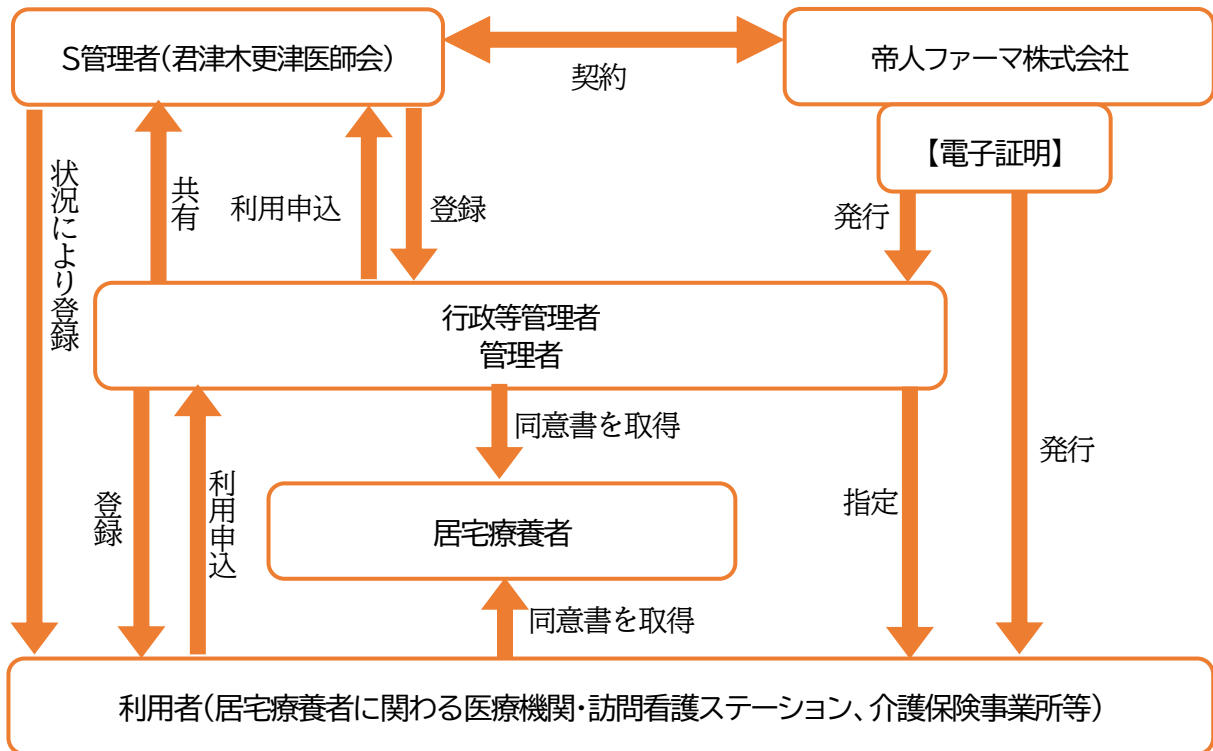 S管理者(君津木更津医師会)
帝人ファーマ株式会社
契約
【電子証明】
状況により登録
共有
利用申込
登録
発行
行政等管理者
管理者
同意書を取得
発行
登録
利用申込
指定
居宅療養者
同意書を取得
利用者(居宅療養者に関わる医療機関・訪問看護ステーション、介護保険事業所等)